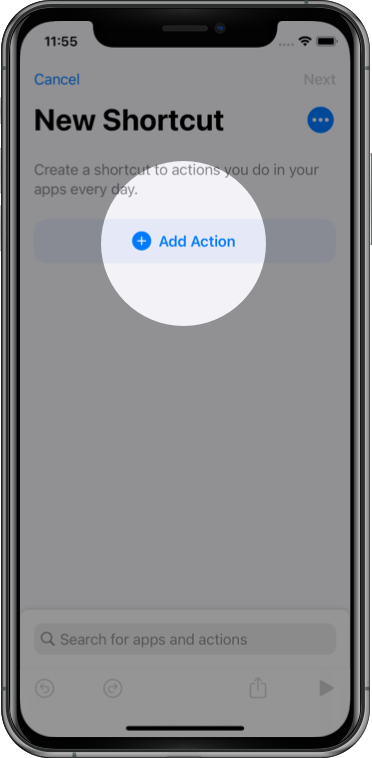 11:55
Cancel Next
New Shortcut
Create a shortcut to actions you do in your
apps every day.
Add Action
Search for apps and actions